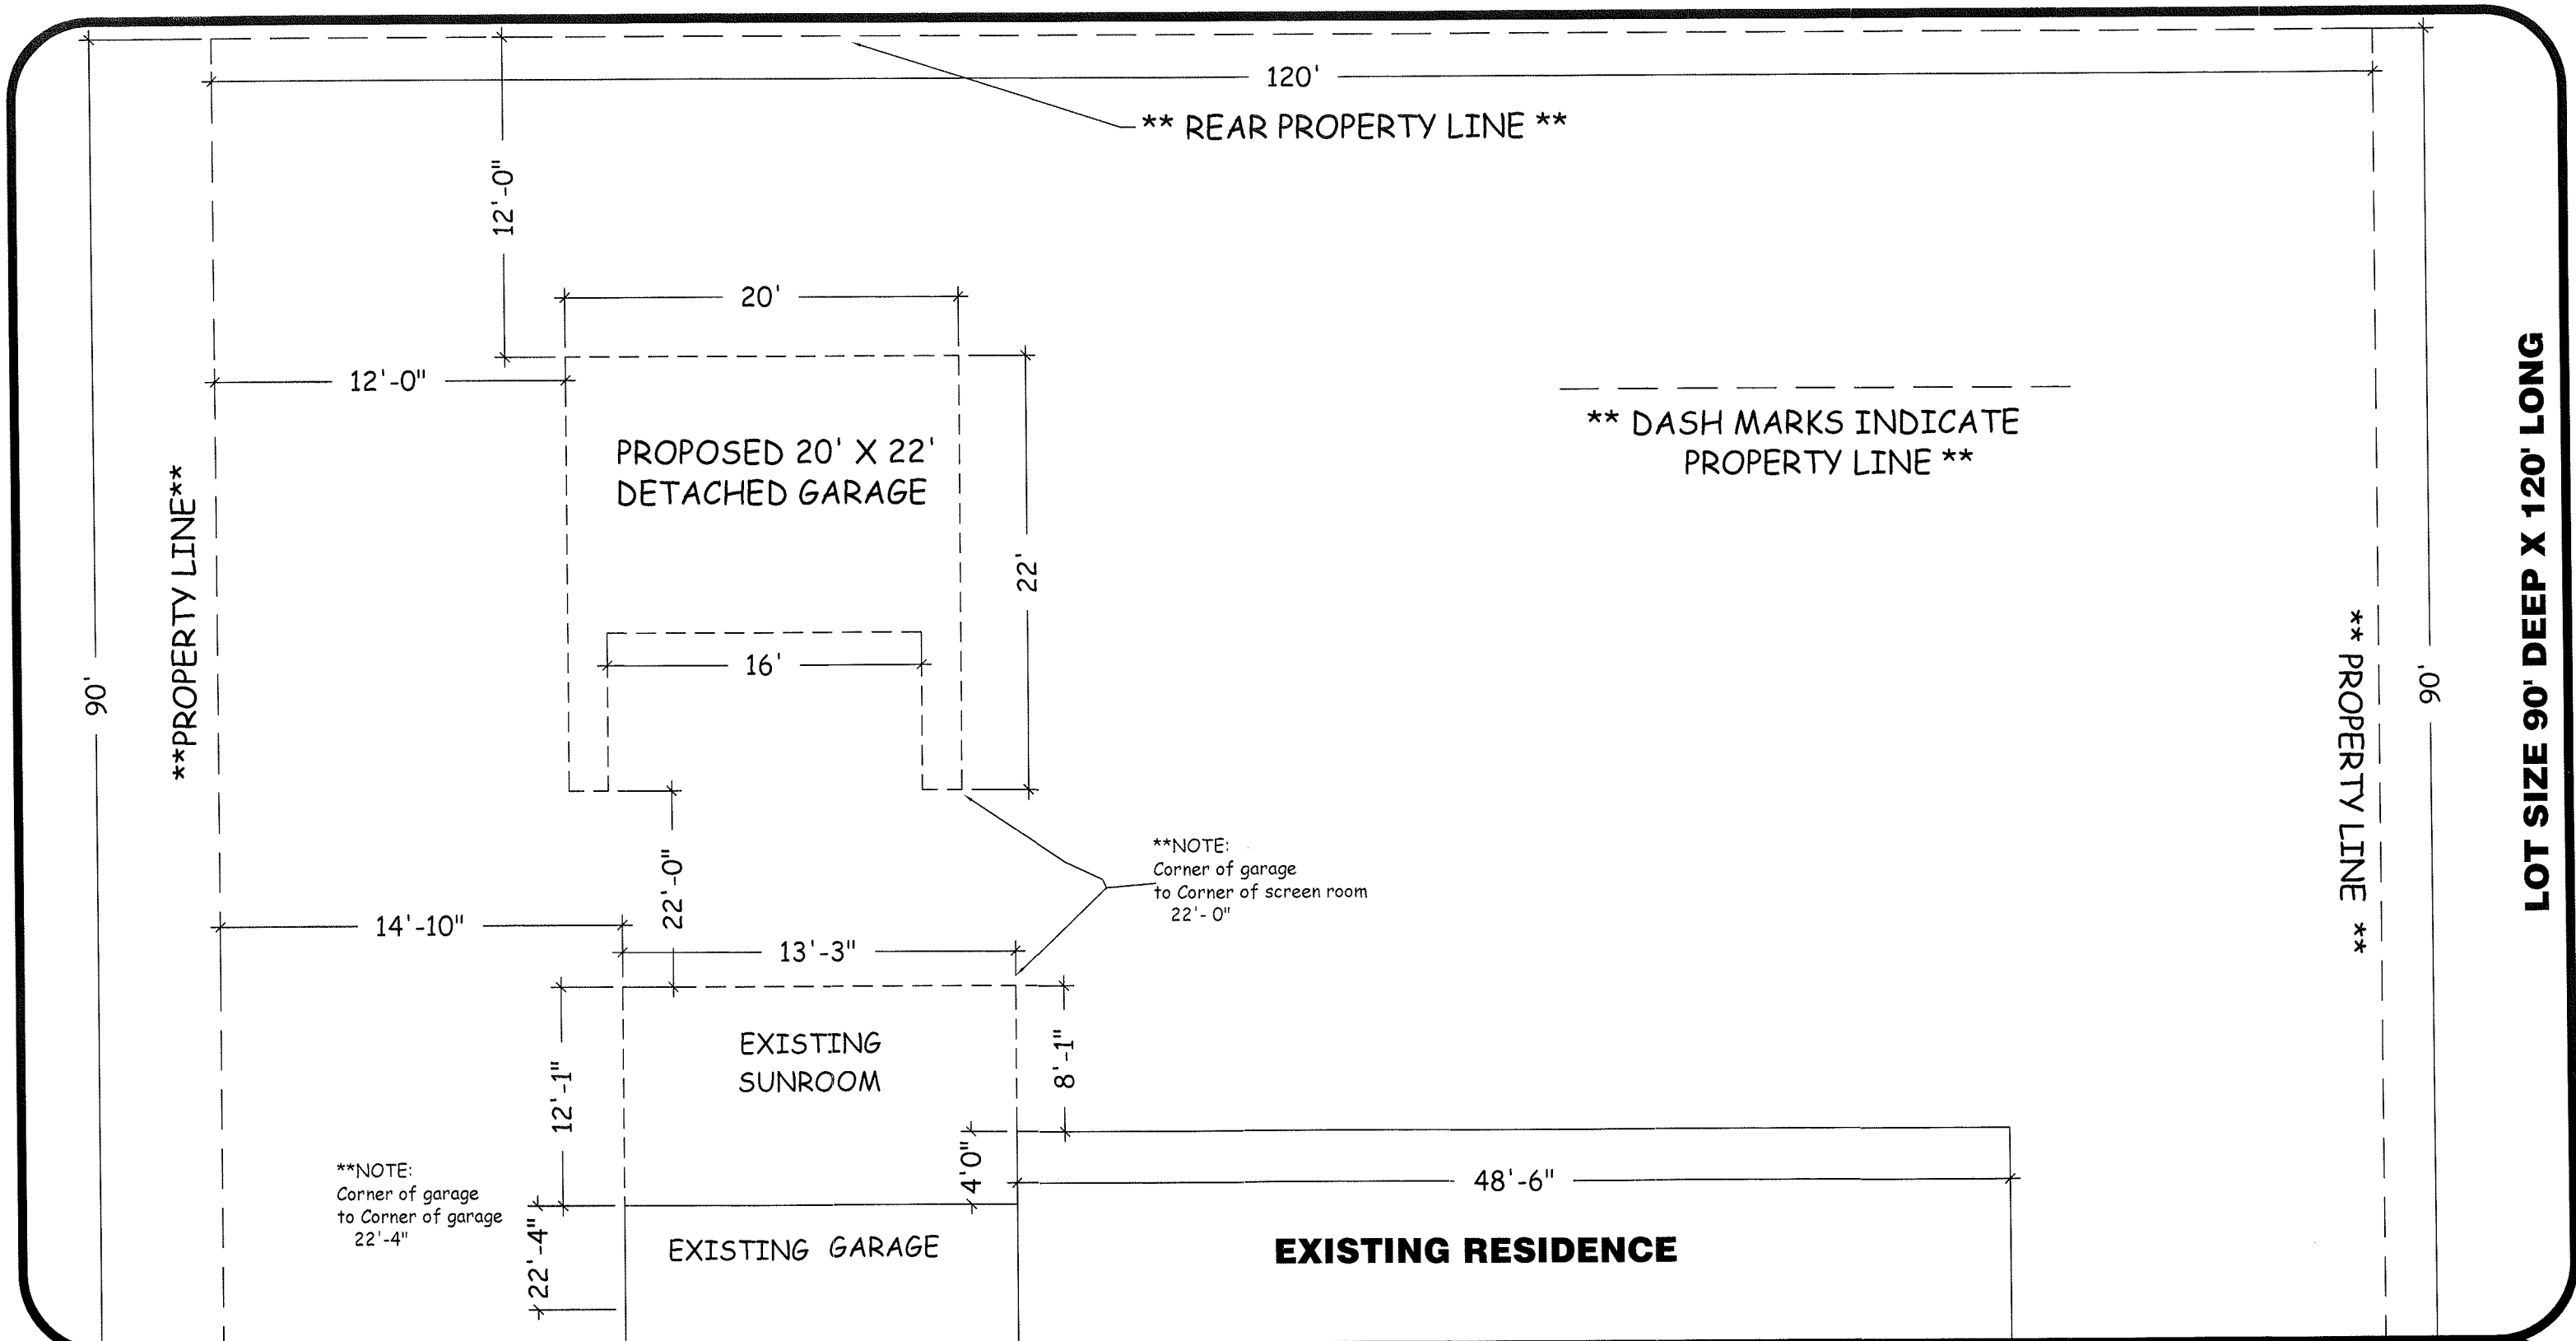 120'
** REAR PROPERTY LINE **
12'-0"
20'
12'-0"
PROPOSED 20' X 22'
DETACHED GARAGE
** DASH MARKS INDICATE
PROPERTY LINE **
22'
16'
90'
**PROPERTY LINE**
** PROPERTY LINE **
90'
LOT SIZE 90' DEEP X 120' LONG
**NOTE:
Corner of garage
to Corner of screen room
22'- 0"
22'-0"
14'-10"
13'-3"
EXISTING
SUNROOM
12'-1"
8'-1"
4'0"
48'-6"
**NOTE:
Corner of garage
to Corner of garage
22'-4"
22'-4"
EXISTING GARAGE
EXISTING RESIDENCE